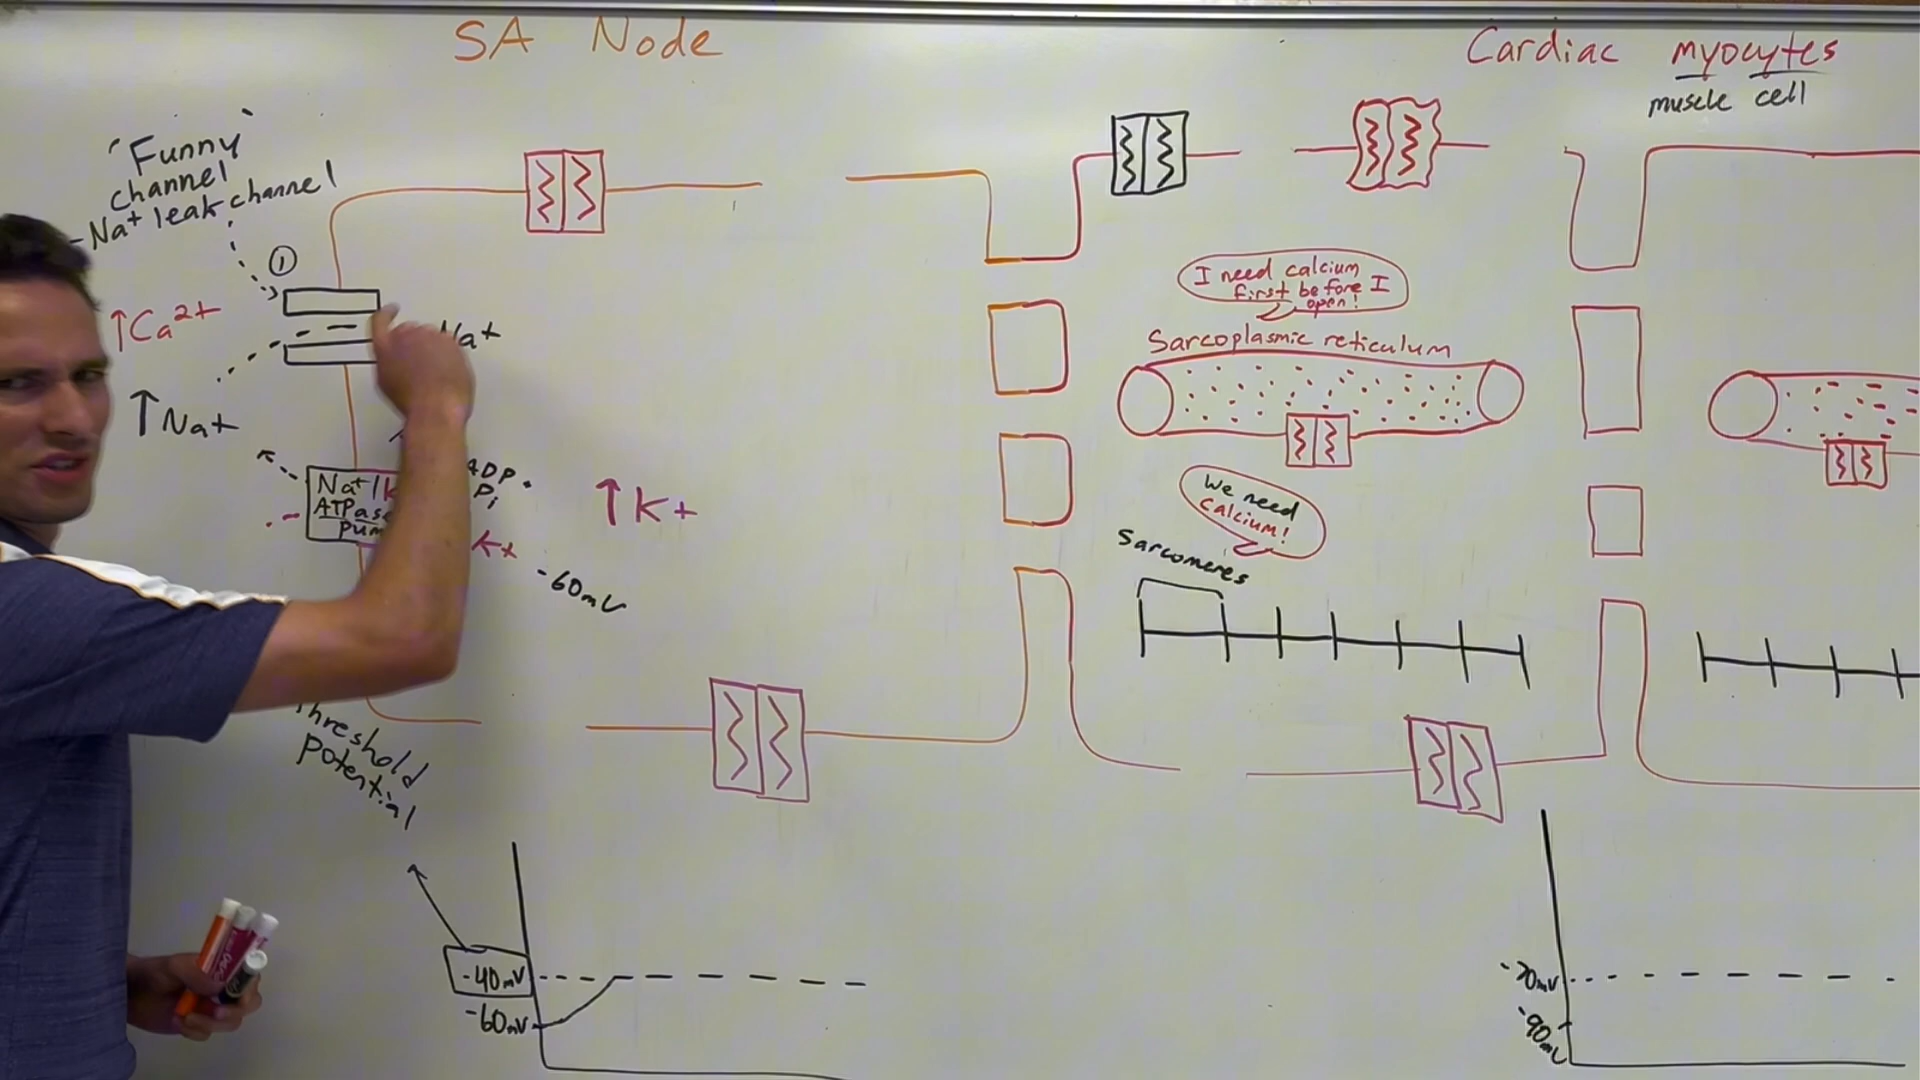 SA Node
Cardiac myocytes
muscle cell
"Funny"
channel
-Na+ leak channel
①
↑Ca2+
Na+
↑Na+
Na+/K
ATPase
Pum
ADP
Pi
K+
↑K+
-60mV
Threshold
potential
-40mV
-60mV
I need calcium
first before I
open!
Sarcoplasmic reticulum
We need
calcium!
Sarcomeres
-70mV
-90mV